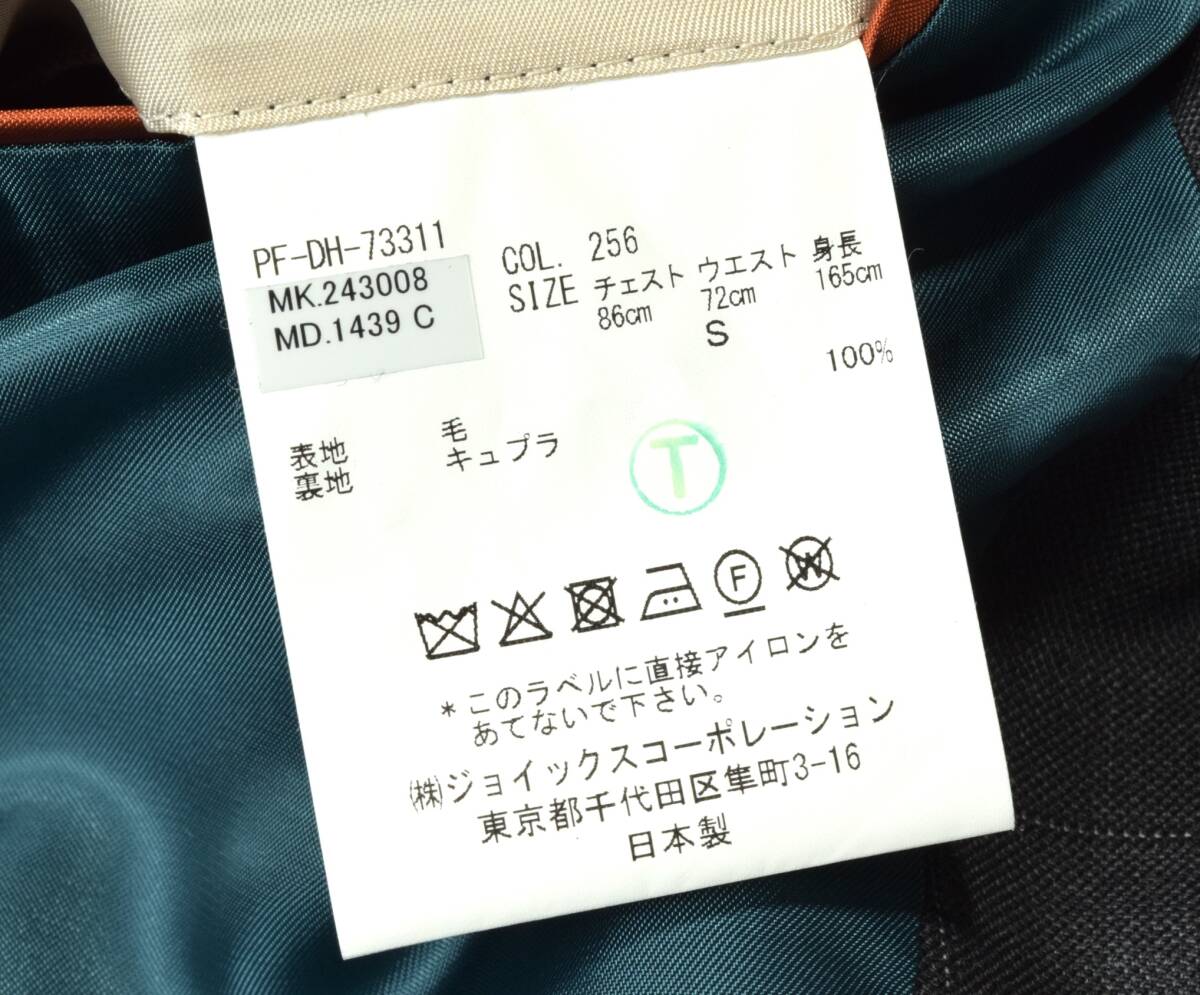 PF-DH-73311
MK.243008
MD.1439 C
COL. 256
SIZE チェスト ウエスト 身長
86cm 72cm 165cm
S
100%
表地 毛
裏地 キュプラ
T
F
W
*このラベルに直接アイロンを
あてないで下さい。
㈱ジョイックスコーポレーション
東京都千代田区隼町3-16
日本製